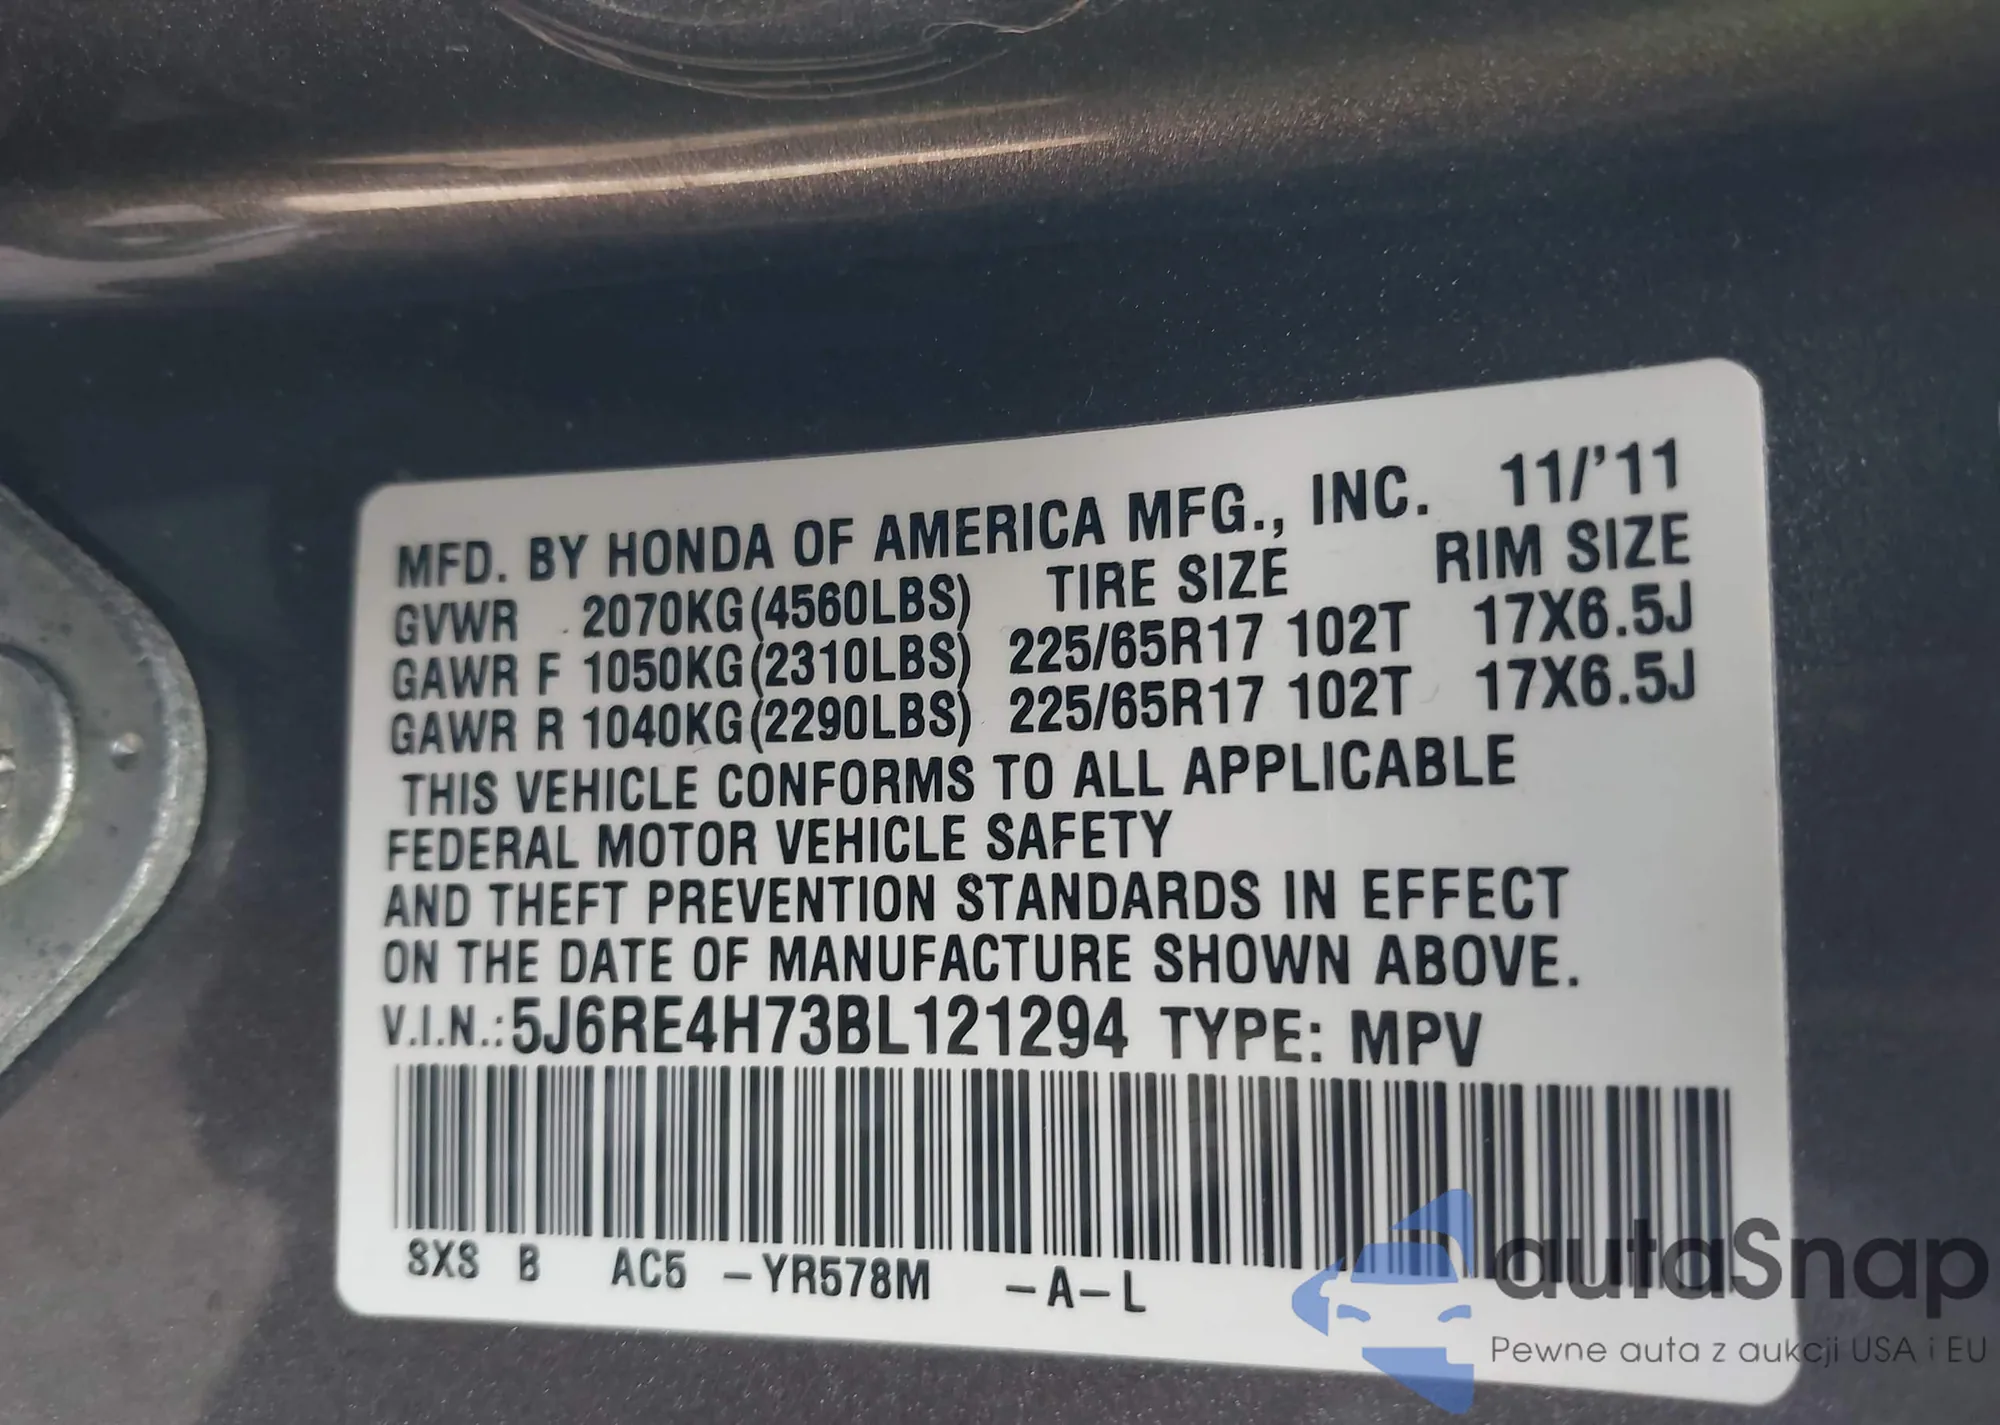 MFD. BY HONDA OF AMERICA MFG., INC. 11/'11
GVWR 2070KG(4560LBS) TIRE SIZE RIM SIZE
GAWR F 1050KG(2310LBS) 225/65R17 102T 17X6.5J
GAWR R 1040KG(2290LBS) 225/65R17 102T 17X6.5J
THIS VEHICLE CONFORMS TO ALL APPLICABLE
FEDERAL MOTOR VEHICLE SAFETY
AND THEFT PREVENTION STANDARDS IN EFFECT
ON THE DATE OF MANUFACTURE SHOWN ABOVE.
V.I.N.:5J6RE4H73BL121294 TYPE: MPV
SXS B AC5 -YR578M -A-L
autaSnap
Pewne auta z aukcji USA i EU